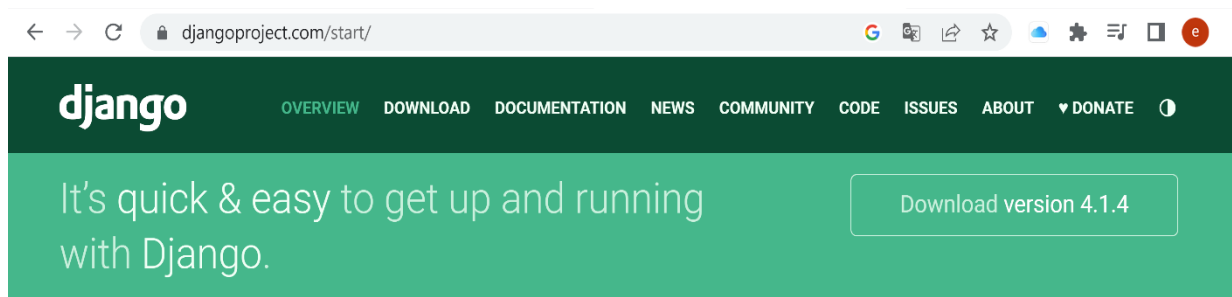 djangoproject.com/start/
G
e
django
OVERVIEW DOWNLOAD DOCUMENTATION NEWS COMMUNITY CODE ISSUES ABOUT ♥ DONATE
It's quick & easy to get up and running
with Django.
Download version 4.1.4